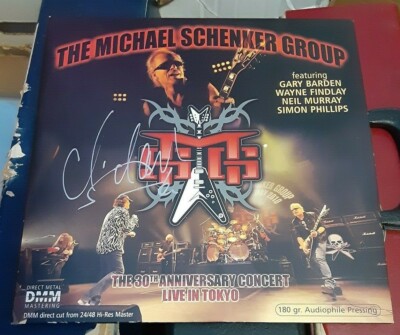 THE MICHAEL SCHENKER GROUP
featuring
GARY BARDEN
WAYNE FINDLAY
NEIL MURRAY
SIMON PHILLIPS
MSG
THE 30TH ANNIVERSARY CONCERT
LIVE IN TOKYO
DIRECT METAL
DMM
MASTERING
DMM direct cut from 24/48 Hi-Res Master
180 gr. Audiophile Pressing